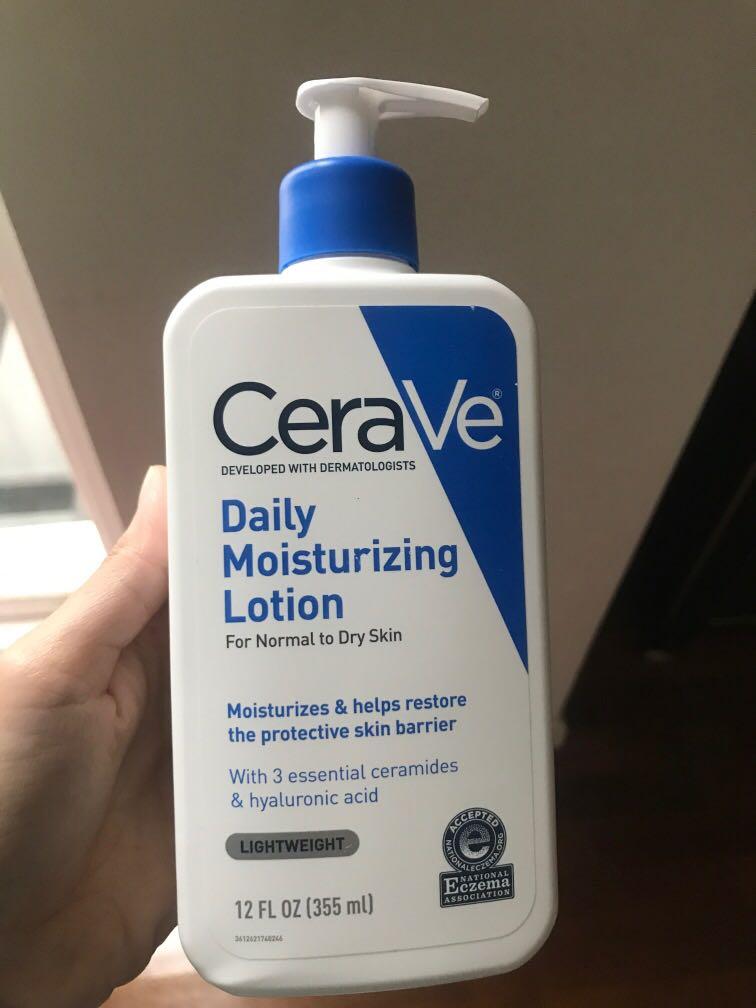 CeraVe®
DEVELOPED WITH DERMATOLOGISTS
Daily
Moisturizing
Lotion
For Normal to Dry Skin
Moisturizes & helps restore
the protective skin barrier
With 3 essential ceramides
& hyaluronic acid
LIGHTWEIGHT
ACCEPTED
e
NATIONALECZEMA.ORG
NATIONAL
Eczema
ASSOCIATION
12 FL OZ (355 ml)
3612621740246